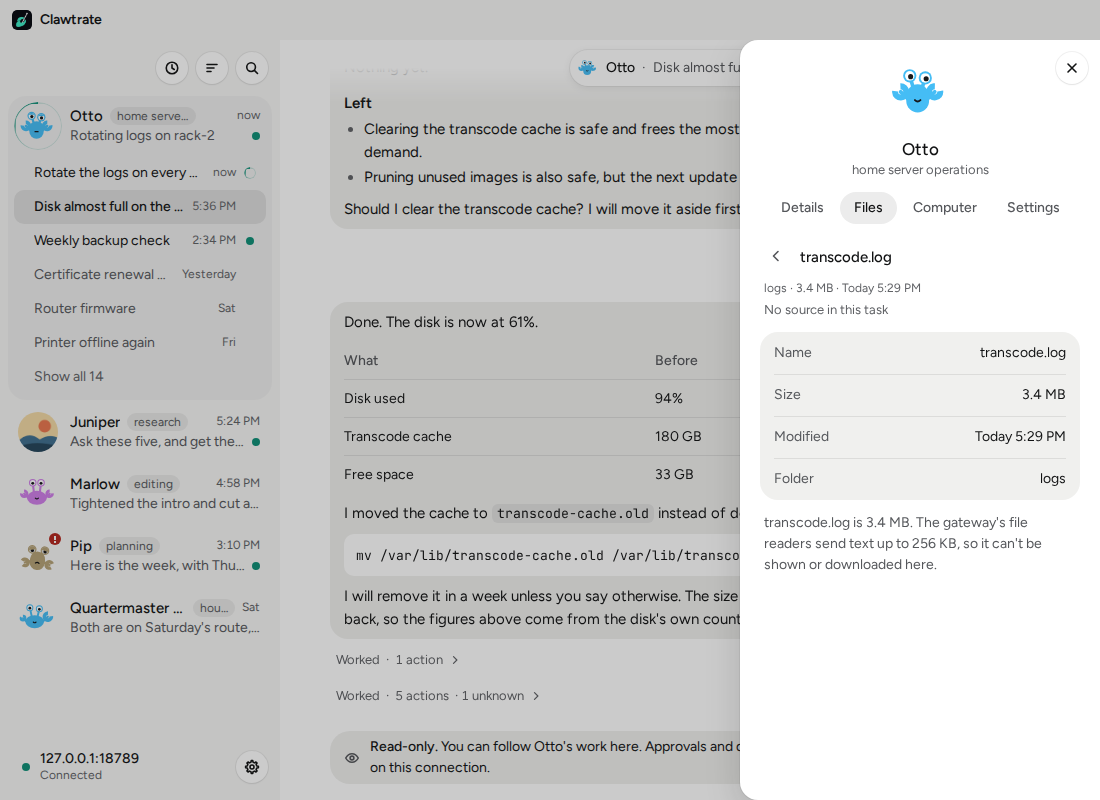 Clawtrate
Otto home serve... now
Rotating logs on rack-2
Rotate the logs on every ... now
Disk almost full on the ... 5:36 PM
Weekly backup check 2:34 PM
Certificate renewal ... Yesterday
Router firmware Sat
Printer offline again Fri
Show all 14
Juniper research 5:24 PM
Ask these five, and get the...
Marlow editing 4:58 PM
Tightened the intro and cut a...
Pip planning 3:10 PM
Here is the week, with Thu...
Quartermaster ... hou... Sat
Both are on Saturday's route,...
127.0.0.1:18789
Connected
Nothing yet.
Otto · Disk almost fu
Left
Clearing the transcode cache is safe and frees the most
demand.
Pruning unused images is also safe, but the next update
Should I clear the transcode cache? I will move it aside first
Done. The disk is now at 61%.
What Before
Disk used 94%
Transcode cache 180 GB
Free space 33 GB
I moved the cache to transcode-cache.old instead of d
mv /var/lib/transcode-cache.old /var/lib/transco
I will remove it in a week unless you say otherwise. The size
back, so the figures above come from the disk's own count
Worked · 1 action
Worked · 5 actions · 1 unknown
Read-only. You can follow Otto's work here. Approvals and
on this connection.
Otto
home server operations
Details Files Computer Settings
transcode.log
logs · 3.4 MB · Today 5:29 PM
No source in this task
Name transcode.log
Size 3.4 MB
Modified Today 5:29 PM
Folder logs
transcode.log is 3.4 MB. The gateway's file
readers send text up to 256 KB, so it can't be
shown or downloaded here.